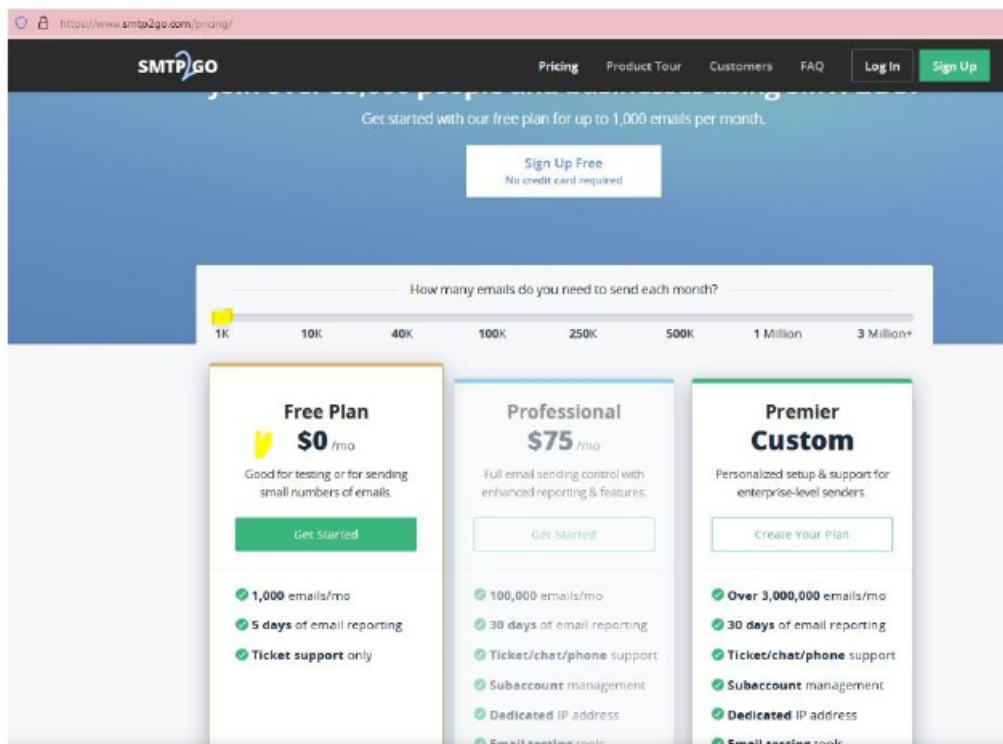 https://www.smtp2go.com/pricing/
SMTP2GO
Pricing
Product Tour
Customers
FAQ
Log In
Sign Up
Get started with our free plan for up to 1,000 emails per month.
Sign Up Free
No credit card required
How many emails do you need to send each month?
1K 10K 40K 100K 250K 500K 1 Million 3 Million+
Free Plan
$0 /mo
Good for testing or for sending
small numbers of emails.
Get Started
1,000 emails/mo
5 days of email reporting
Ticket support only
Professional
$75 /mo
Full email sending control with
enhanced reporting & features.
Get Started
100,000 emails/mo
30 days of email reporting
Ticket/chat/phone support
Subaccount management
Dedicated IP address
Email testing tools
Premier
Custom
Personalized setup & support for
enterprise-level senders.
Create Your Plan
Over 3,000,000 emails/mo
30 days of email reporting
Ticket/chat/phone support
Subaccount management
Dedicated IP address
Email testing tools